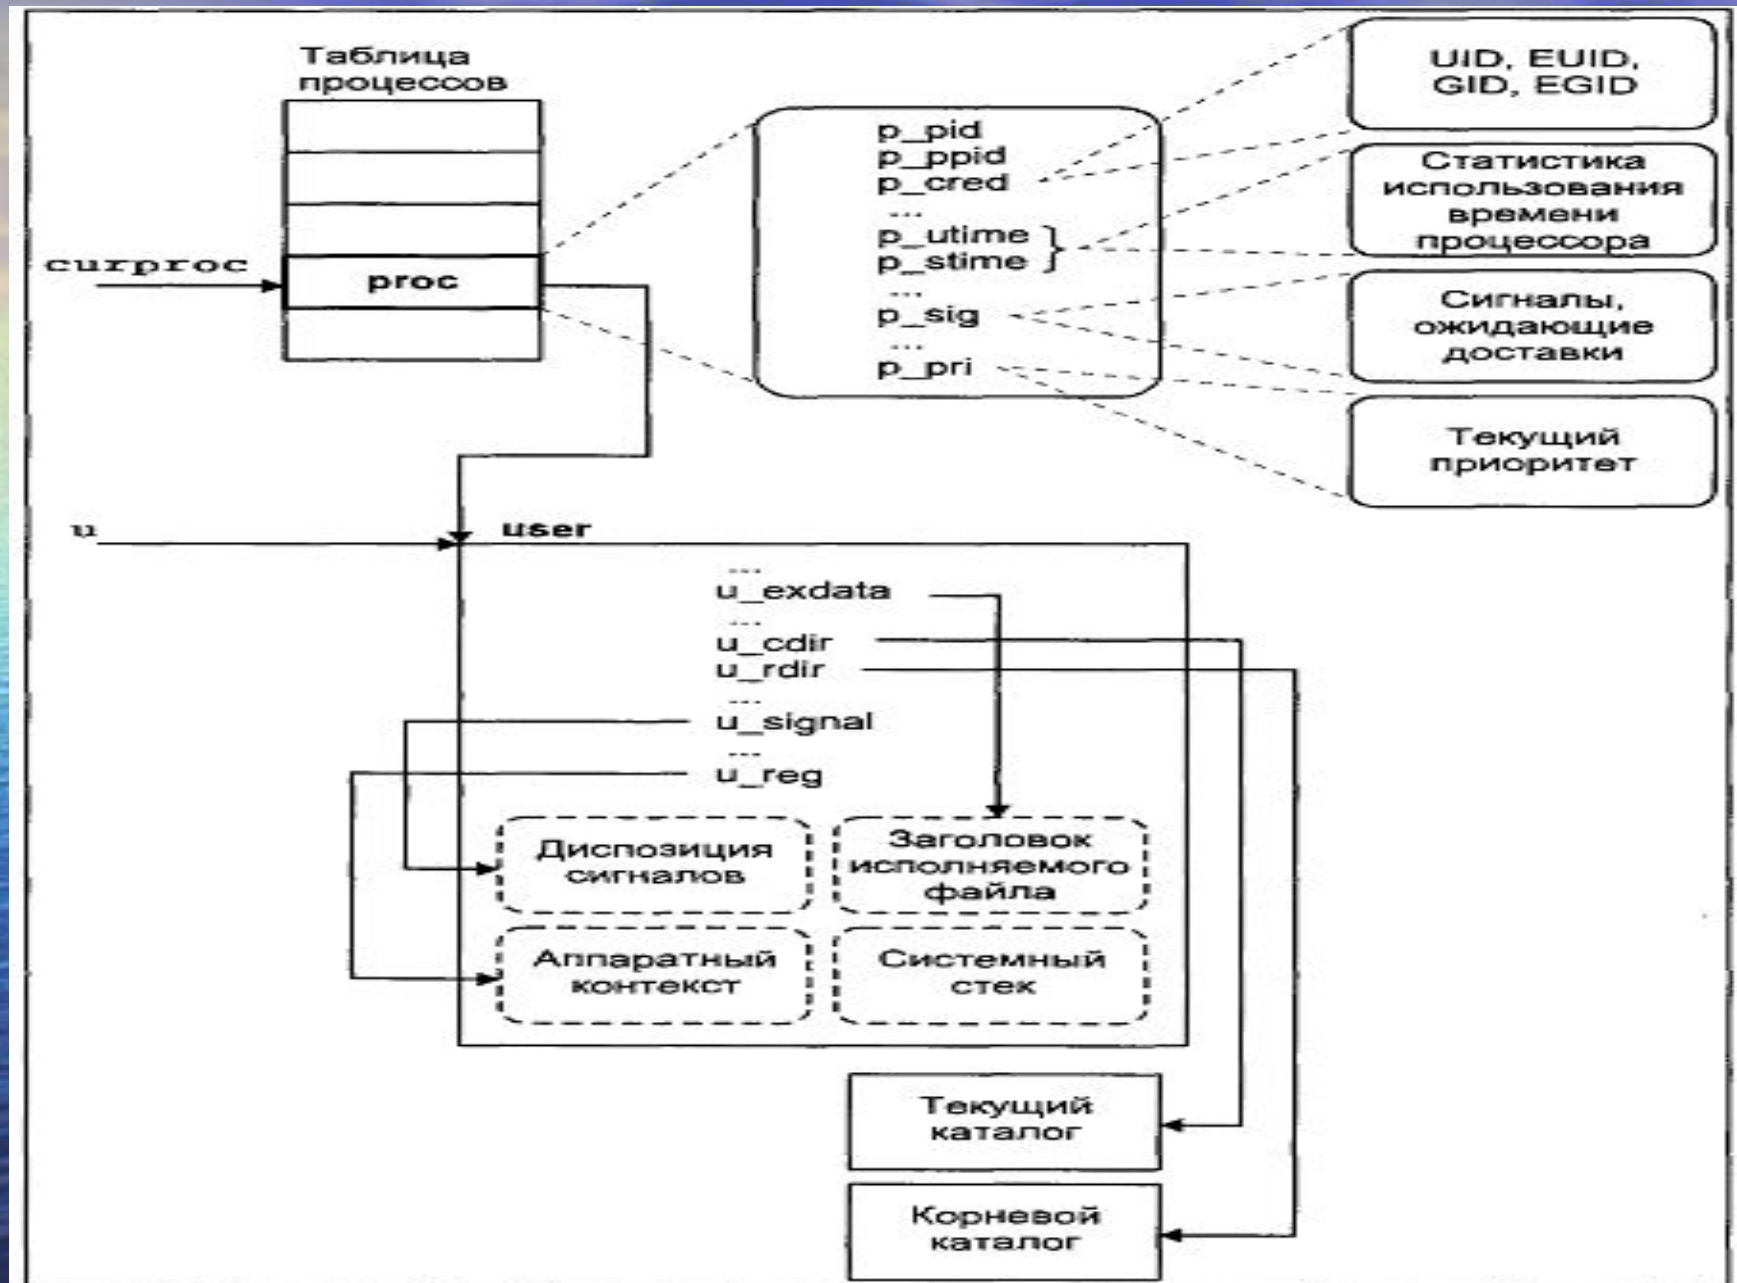 Таблица
процессов
curproc
proc
p_pid
p_ppid
p_cred
...
p_utime }
p_stime
...
p_sig
...
p_pri
UID, EUID,
GID, EGID
Статистика
использования
времени
процессора
Сигналы,
ожидающие
доставки
Текущий
приоритет
u
user
...
u_exdata
...
u_cdir
u_rdir
...
u_signal
...
u_reg
Диспозиция
сигналов
Заголовок
исполняемого
файла
Аппаратный
контекст
Системный
стек
Текущий
каталог
Корневой
каталог